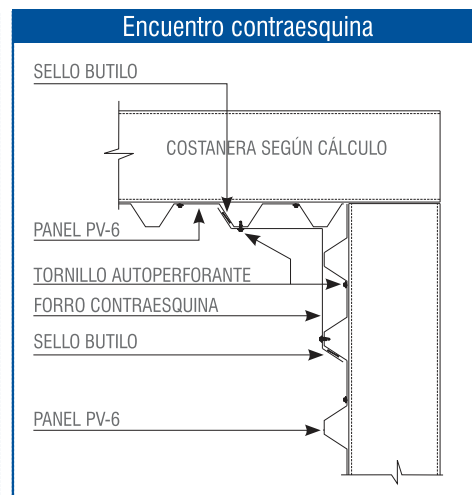 Encuentro contraesquina
SELLO BUTILO
COSTANERA SEGÚN CÁLCULO
PANEL PV-6
TORNILLO AUTOPERFORANTE
FORRO CONTRAESQUINA
SELLO BUTILO
PANEL PV-6